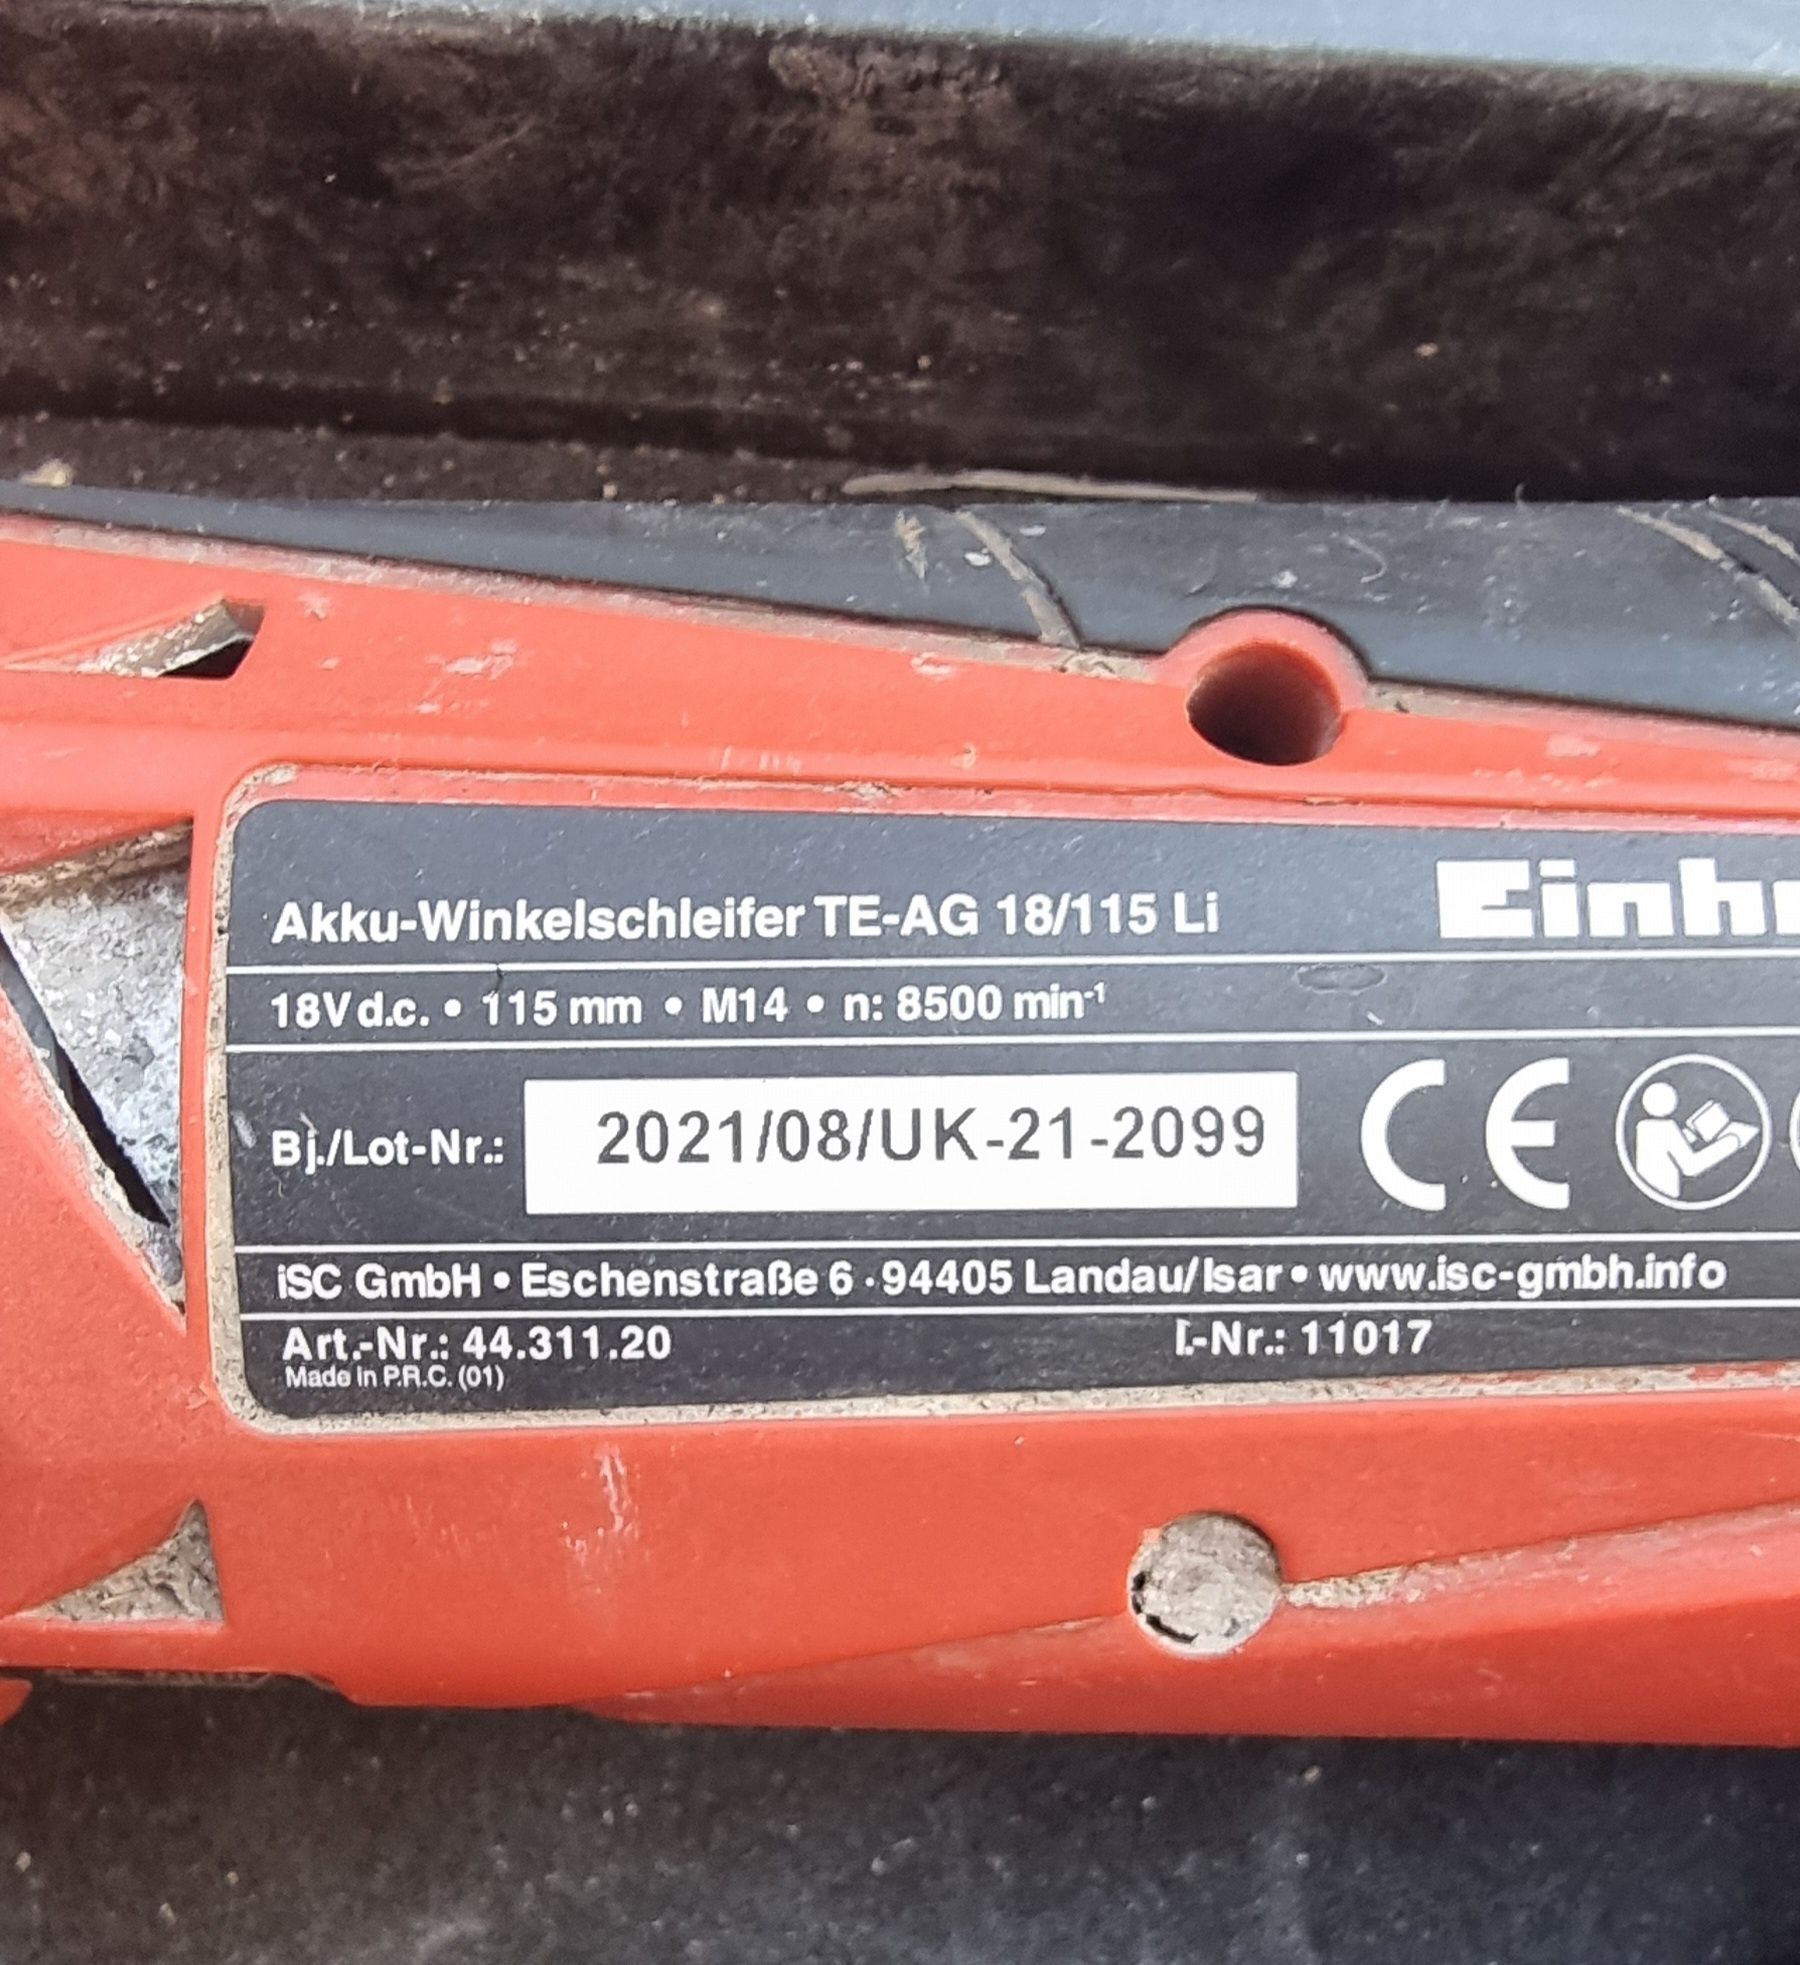 Akku-Winkelschleifer TE-AG 18/115 Li
Einh
18V d.c. • 115 mm • M14 • n: 8500 min⁻¹
Bj./Lot-Nr.: 2021/08/UK-21-2099 CE
iSC GmbH • Eschenstraße 6 · 94405 Landau/Isar • www.isc-gmbh.info
Art.-Nr.: 44.311.20 I.-Nr.: 11017
Made in P.R.C. (01)